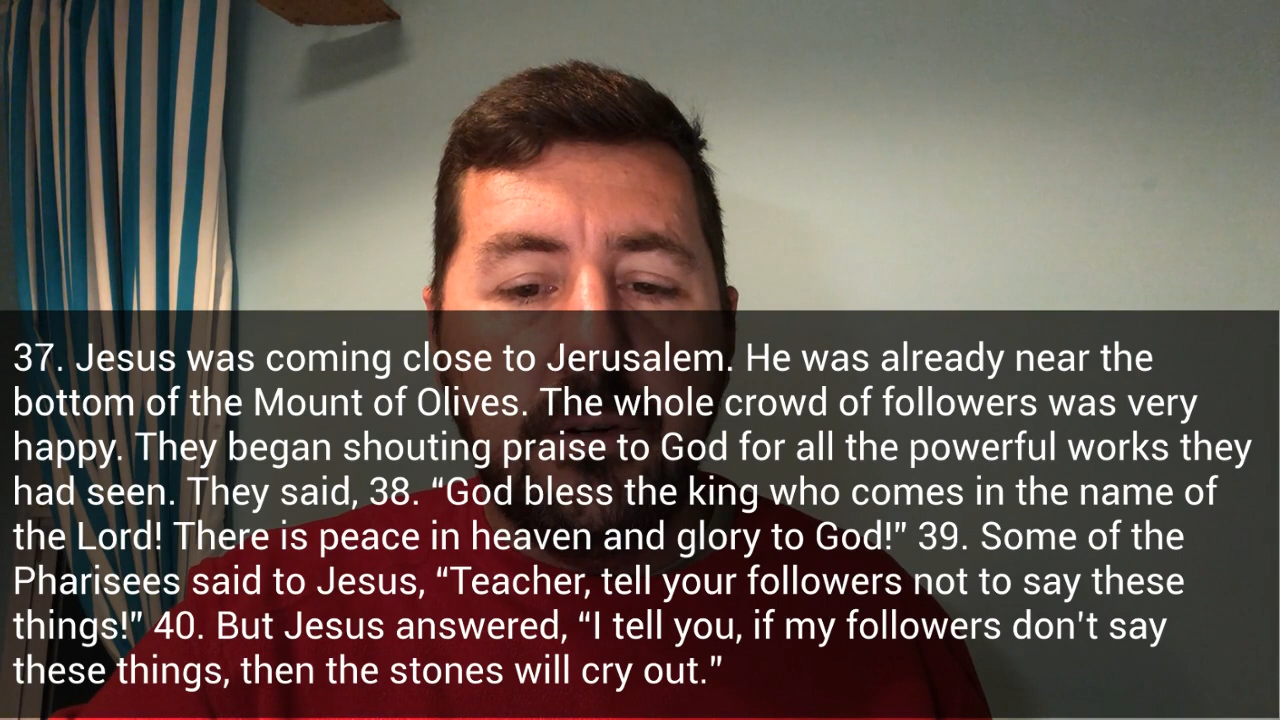 37. Jesus was coming close to Jerusalem. He was already near the
bottom of the Mount of Olives. The whole crowd of followers was very
happy. They began shouting praise to God for all the powerful works they
had seen. They said, 38. “God bless the king who comes in the name of
the Lord! There is peace in heaven and glory to God!” 39. Some of the
Pharisees said to Jesus, “Teacher, tell your followers not to say these
things!” 40. But Jesus answered, “I tell you, if my followers don’t say
these things, then the stones will cry out.”